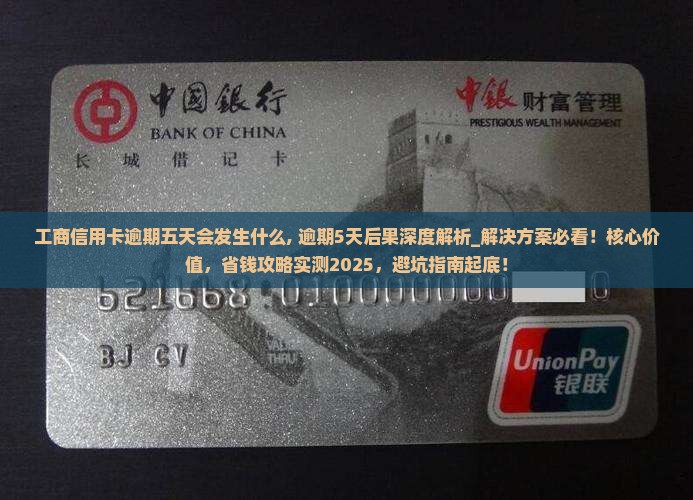 中国银行
BANK OF CHINA
长城借记卡
中银 财富管理
PRESTIGIOUS WEALTH MANAGEMENT
工商信用卡逾期五天会发生什么, 逾期5天后果深度解析_解决方案必看！核心价
值，省钱攻略实测2025，避坑指南起底！
BJ CV
VALID
THRU
UnionPay
银联